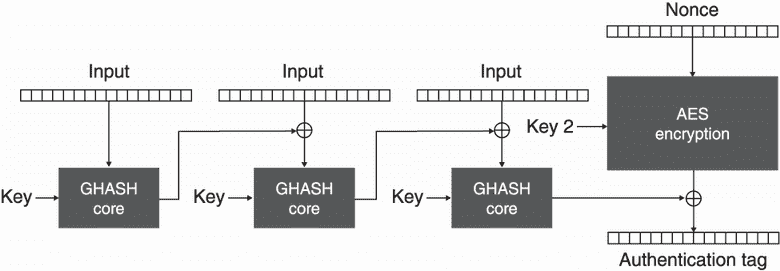 Nonce
Input
Input
Input
AES
encryption
Key 2
Key
GHASH
core
Key
GHASH
core
Key
GHASH
core
Authentication tag